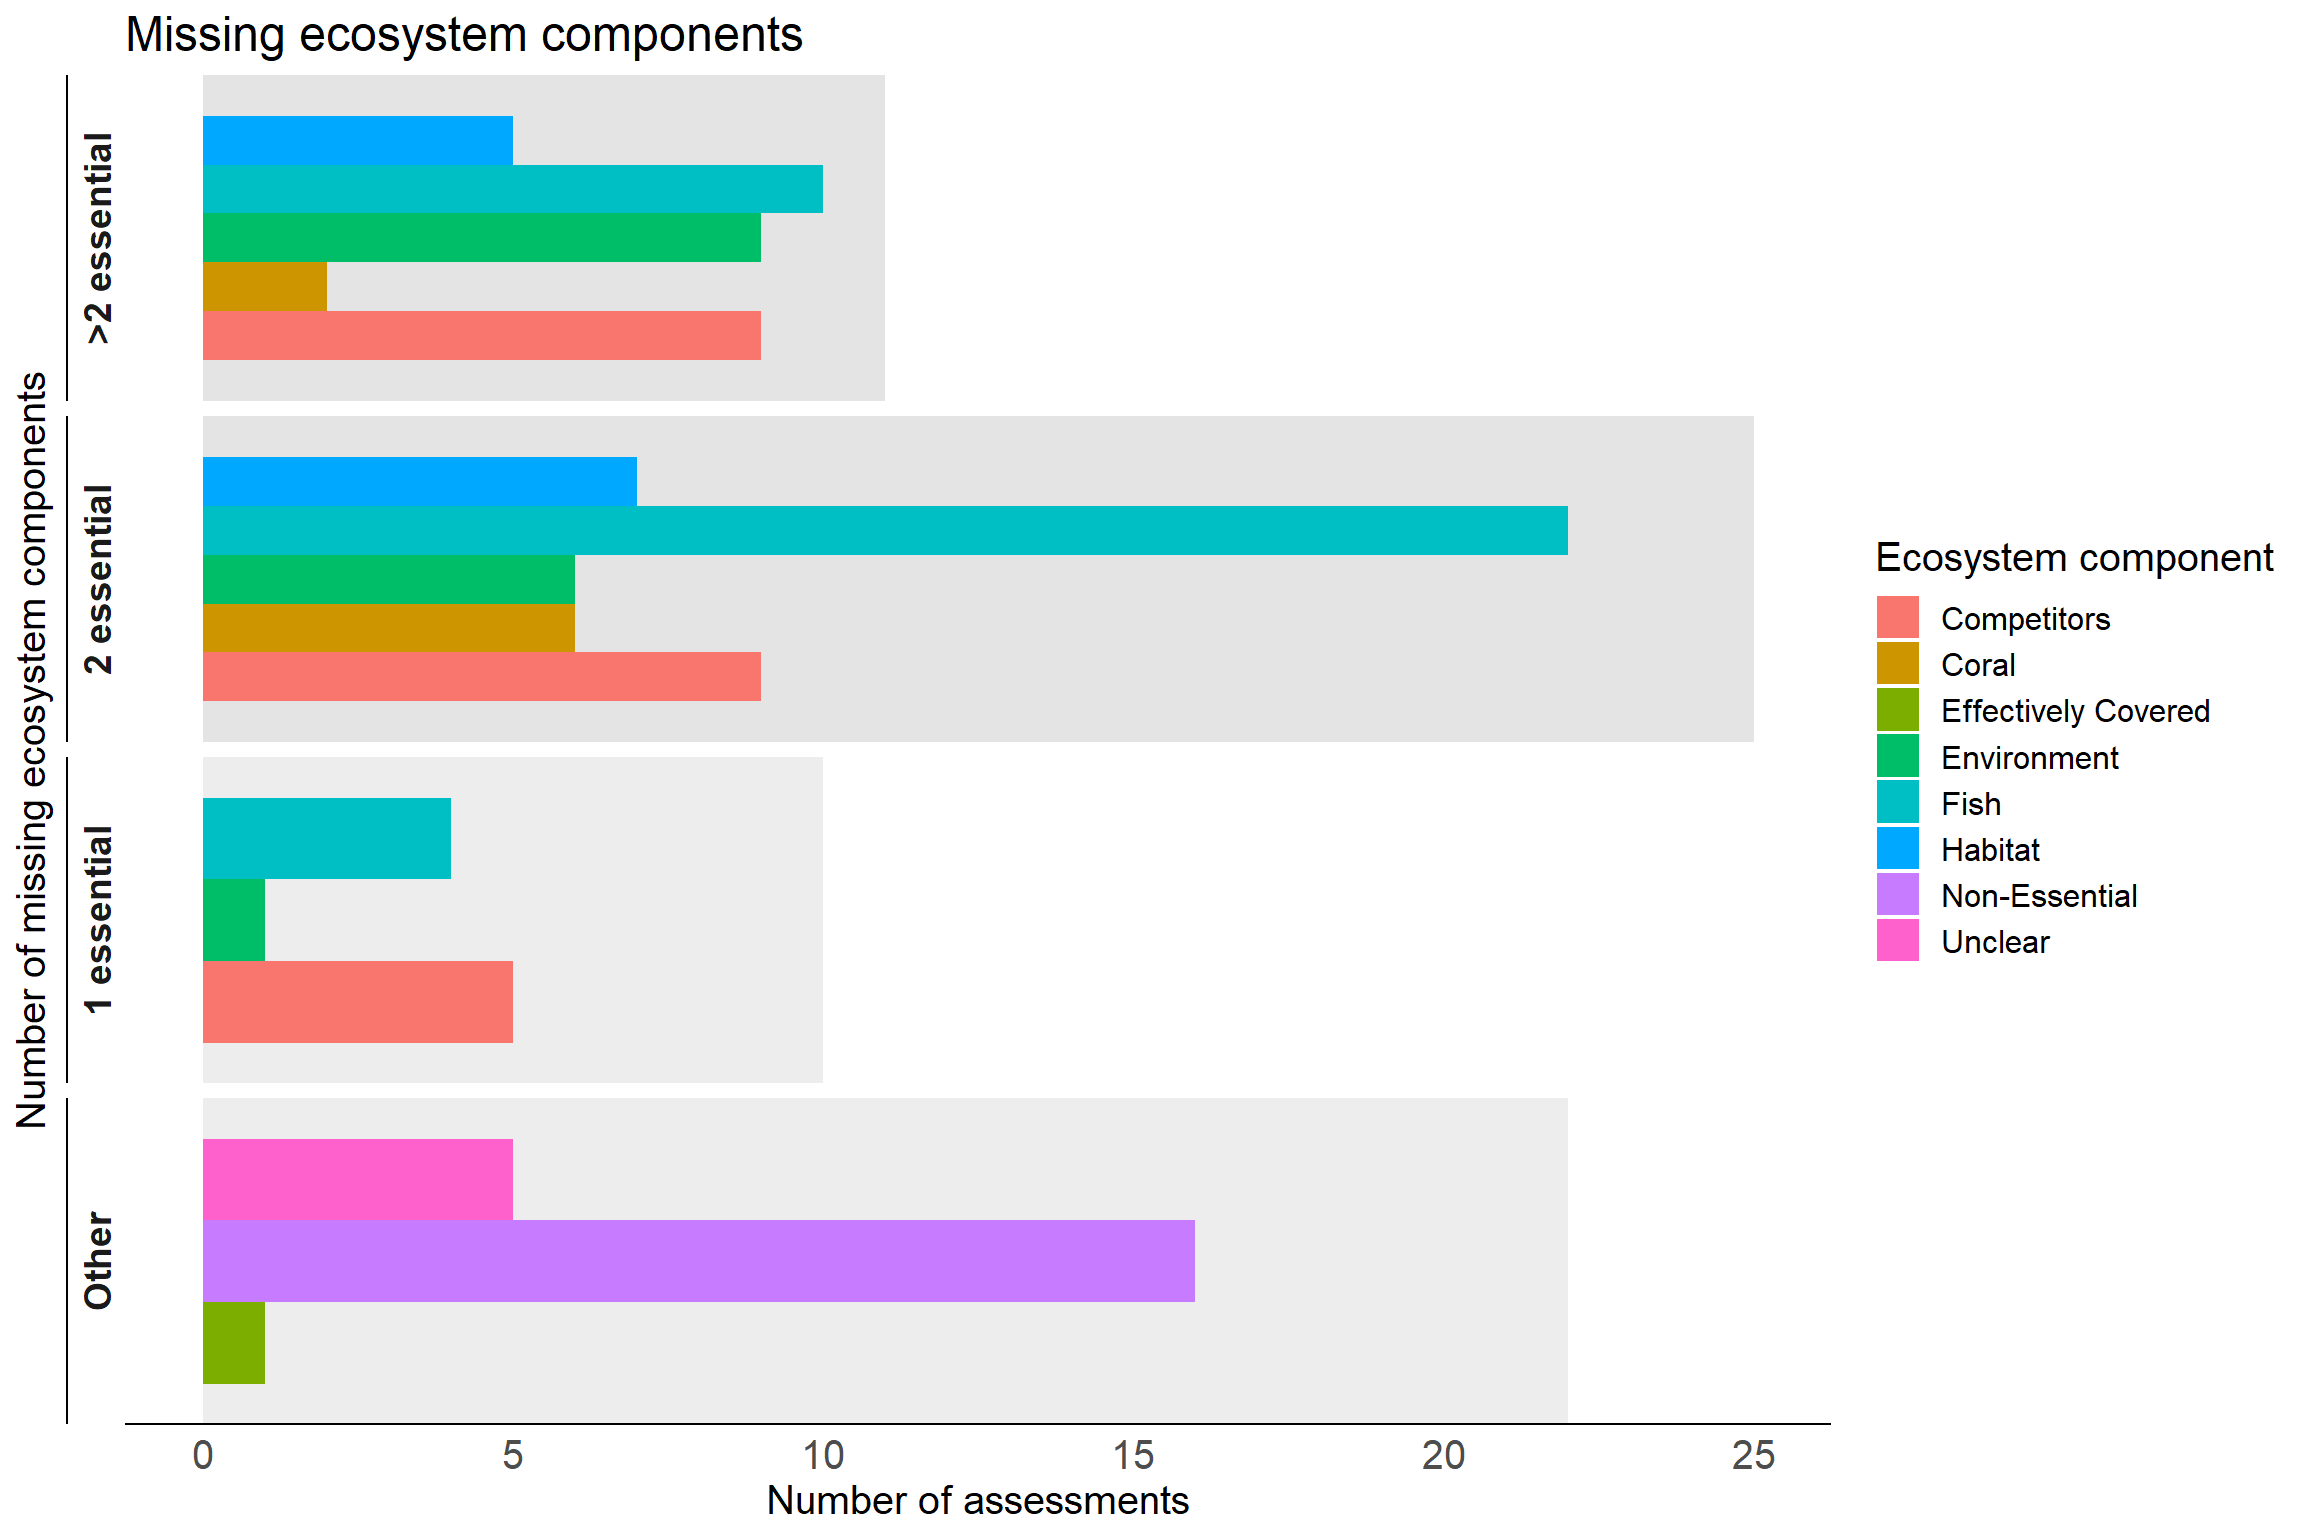 Missing ecosystem components
Number of missing ecosystem components
>2 essential
2 essential
1 essential
Other
0 5 10 15 20 25
Number of assessments
Ecosystem component
Competitors
Coral
Effectively Covered
Environment
Fish
Habitat
Non-Essential
Unclear